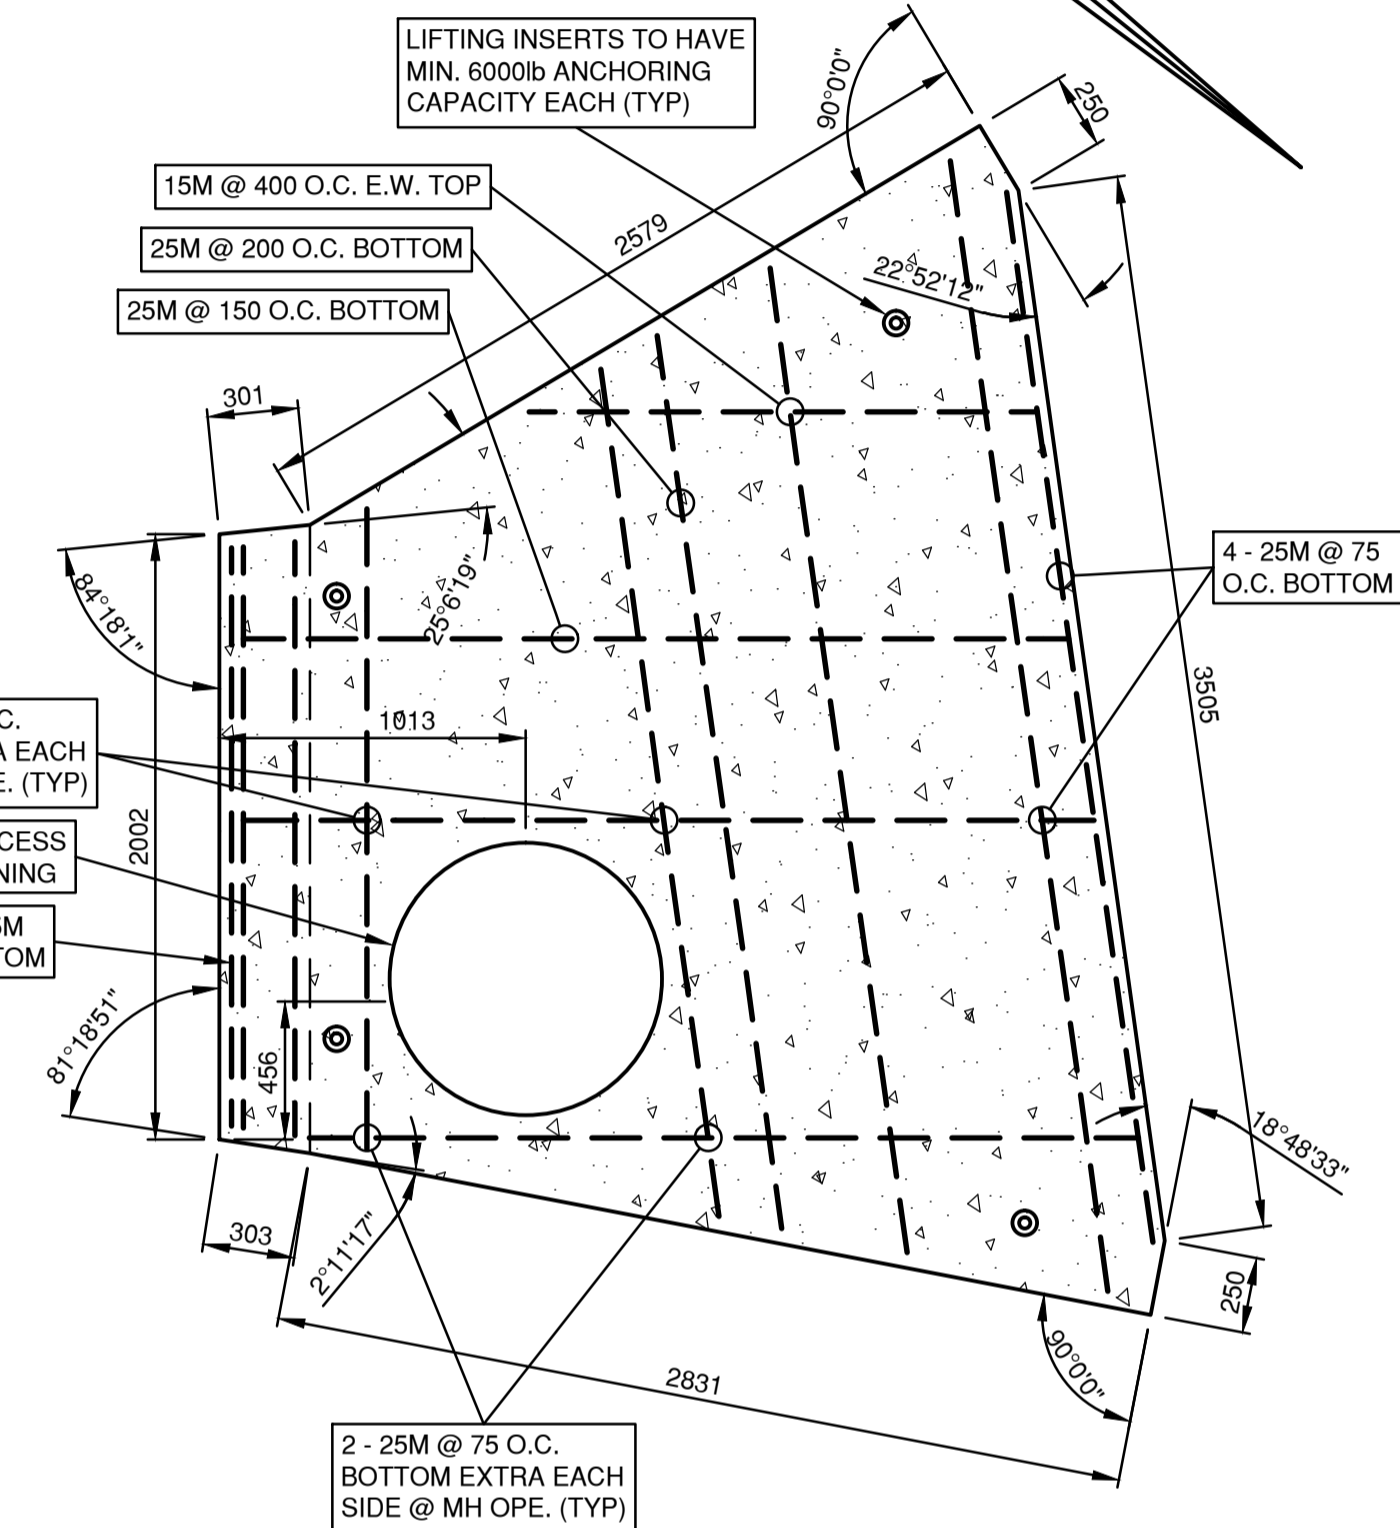 LIFTING INSERTS TO HAVE
MIN. 6000lb ANCHORING
CAPACITY EACH (TYP)
90°0'0"
250
15M @ 400 O.C. E.W. TOP
2579
25M @ 200 O.C. BOTTOM
22°52'12"
25M @ 150 O.C. BOTTOM
301
84°18'1"
25°6'19"
4 - 25M @ 75
O.C. BOTTOM
3505
C.
A EACH
E. (TYP)
1013
2002
CESS
NING
5M
TOM
81°18'51"
456
18°48'33"
303
2°11'17"
250
90°0'0"
2831
2 - 25M @ 75 O.C.
BOTTOM EXTRA EACH
SIDE @ MH OPE. (TYP)